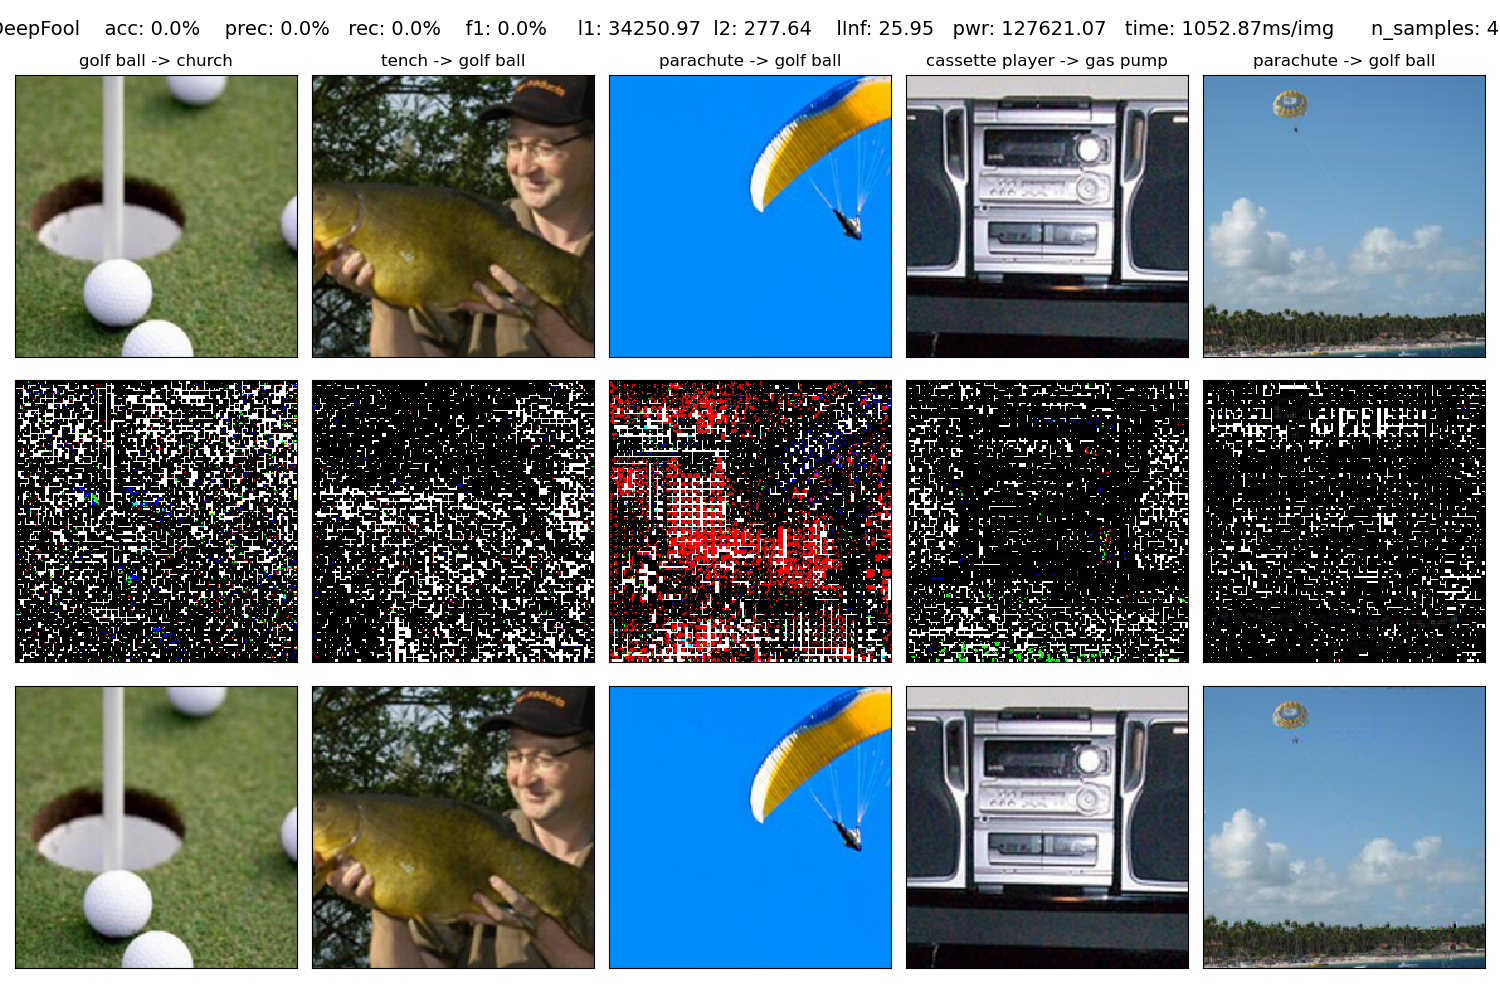 DeepFool acc: 0.0% prec: 0.0% rec: 0.0% f1: 0.0% l1: 34250.97 l2: 277.64 lInf: 25.95 pwr: 127621.07 time: 1052.87ms/img n_samples: 4
golf ball -> church
tench -> golf ball
parachute -> golf ball
cassette player -> gas pump
parachute -> golf ball